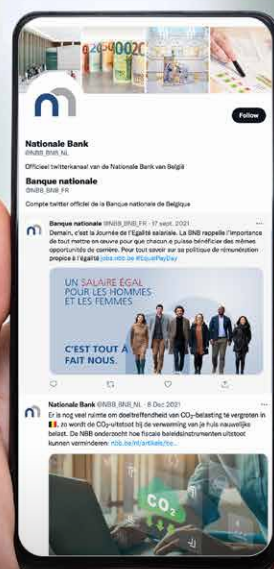 Follow
Nationale Bank
@NBB_BNB_NL
Officieel twitterkanaal van de Nationale Bank van België
Banque nationale
@NBB_BNB_FR
Compte twitter officiel de la Banque nationale de Belgique
Banque nationale @NBB_BNB_FR · 17 sept. 2021
Demain, c'est la Journée de l'Egalité salariale. La BNB rappelle l'importance
de tout mettre en œuvre pour que chacun·e puisse bénéficier des mêmes
opportunités de carrière. Pour tout savoir sur sa politique de rémunération
propice à l'égalité jobs.nbb.be #EqualPayDay
UN SALAIRE ÉGAL
POUR LES HOMMES
ET LES FEMMES
C'EST TOUT À
FAIT NOUS.
Nationale Bank @NBB_BNB_NL · 8 Dec 2021
Er is nog veel ruimte om doeltreffendheid van CO₂-belasting te vergroten in
, zo wordt de CO₂-uitstoot bij de verwarming van je huis nauwelijks
belast. De NBB onderzocht hoe fiscale beleidsinstrumenten uitstoot
kunnen verminderen: nbb.be/nl/artikels/ho...
CO₂